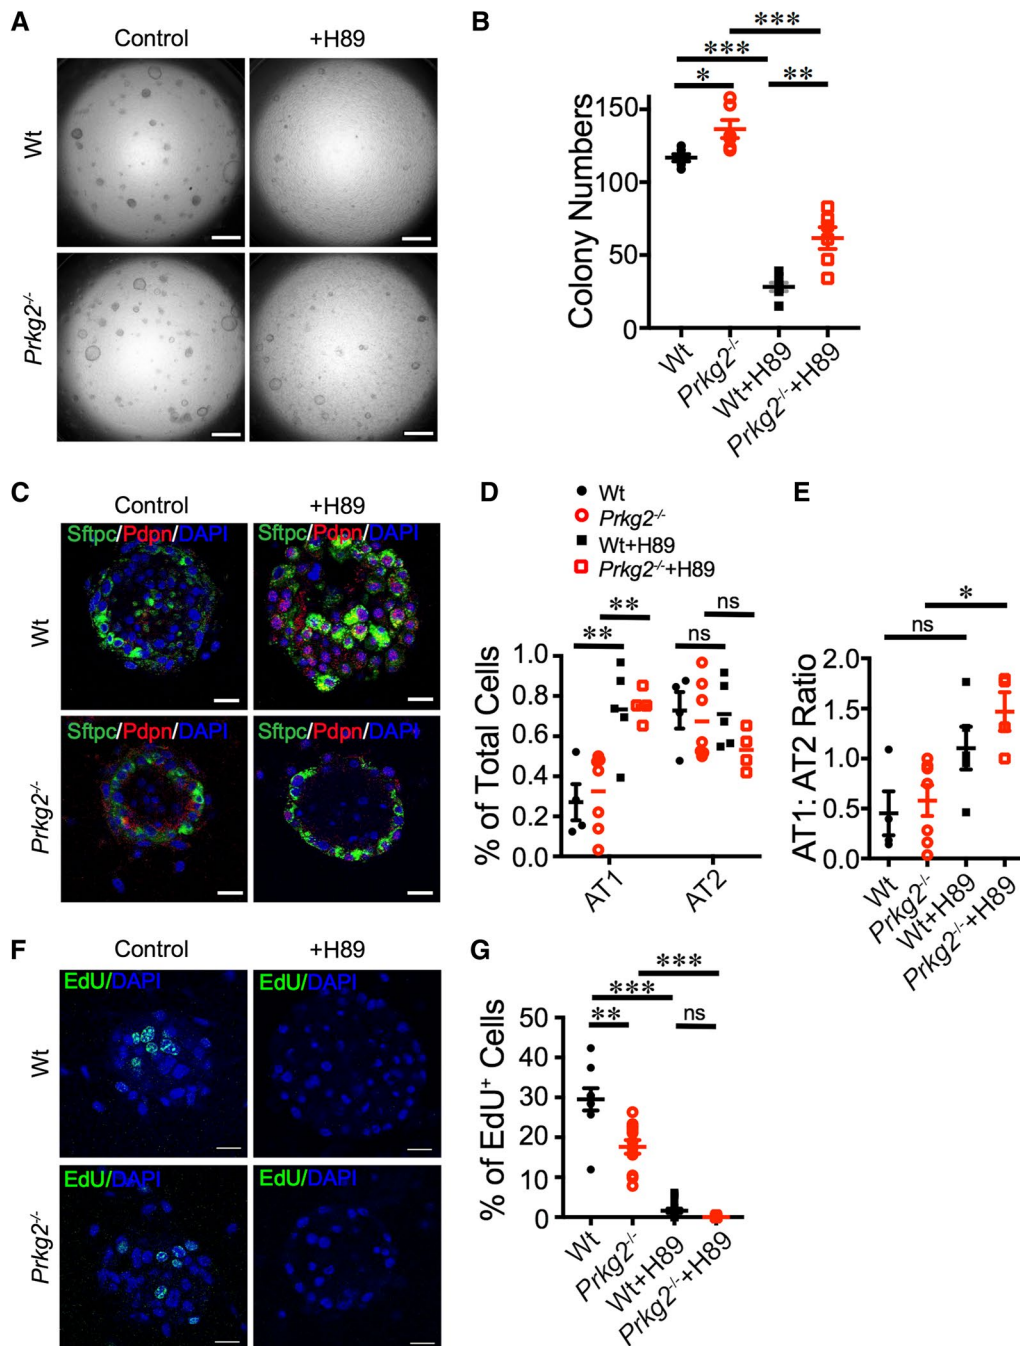 A
Control
+H89
Wt
Prkg2-/-
B
***
***
*
**
Colony Numbers
150
100
50
0
Wt
Prkg2-/-
Wt+H89
Prkg2-/-+H89
C
Control
+H89
Sftpc/Pdpn/DAPI
Sftpc/Pdpn/DAPI
Wt
Sftpc/Pdpn/DAPI
Sftpc/Pdpn/DAPI
Prkg2-/-
D
Wt
Prkg2-/-
Wt+H89
Prkg2-/-+H89
**
**
ns
ns
% of Total Cells
1.0
0.8
0.6
0.4
0.2
0.0
AT1
AT2
E
*
ns
AT1: AT2 Ratio
2.0
1.5
1.0
0.5
0.0
Wt
Prkg2-/-
Wt+H89
Prkg2-/-+H89
F
Control
+H89
EdU/DAPI
EdU/DAPI
Wt
EdU/DAPI
EdU/DAPI
Prkg2-/-
G
***
***
**
ns
% of EdU+ Cells
50
40
30
20
10
0
Wt
Prkg2-/-
Wt+H89
Prkg2-/-+H89